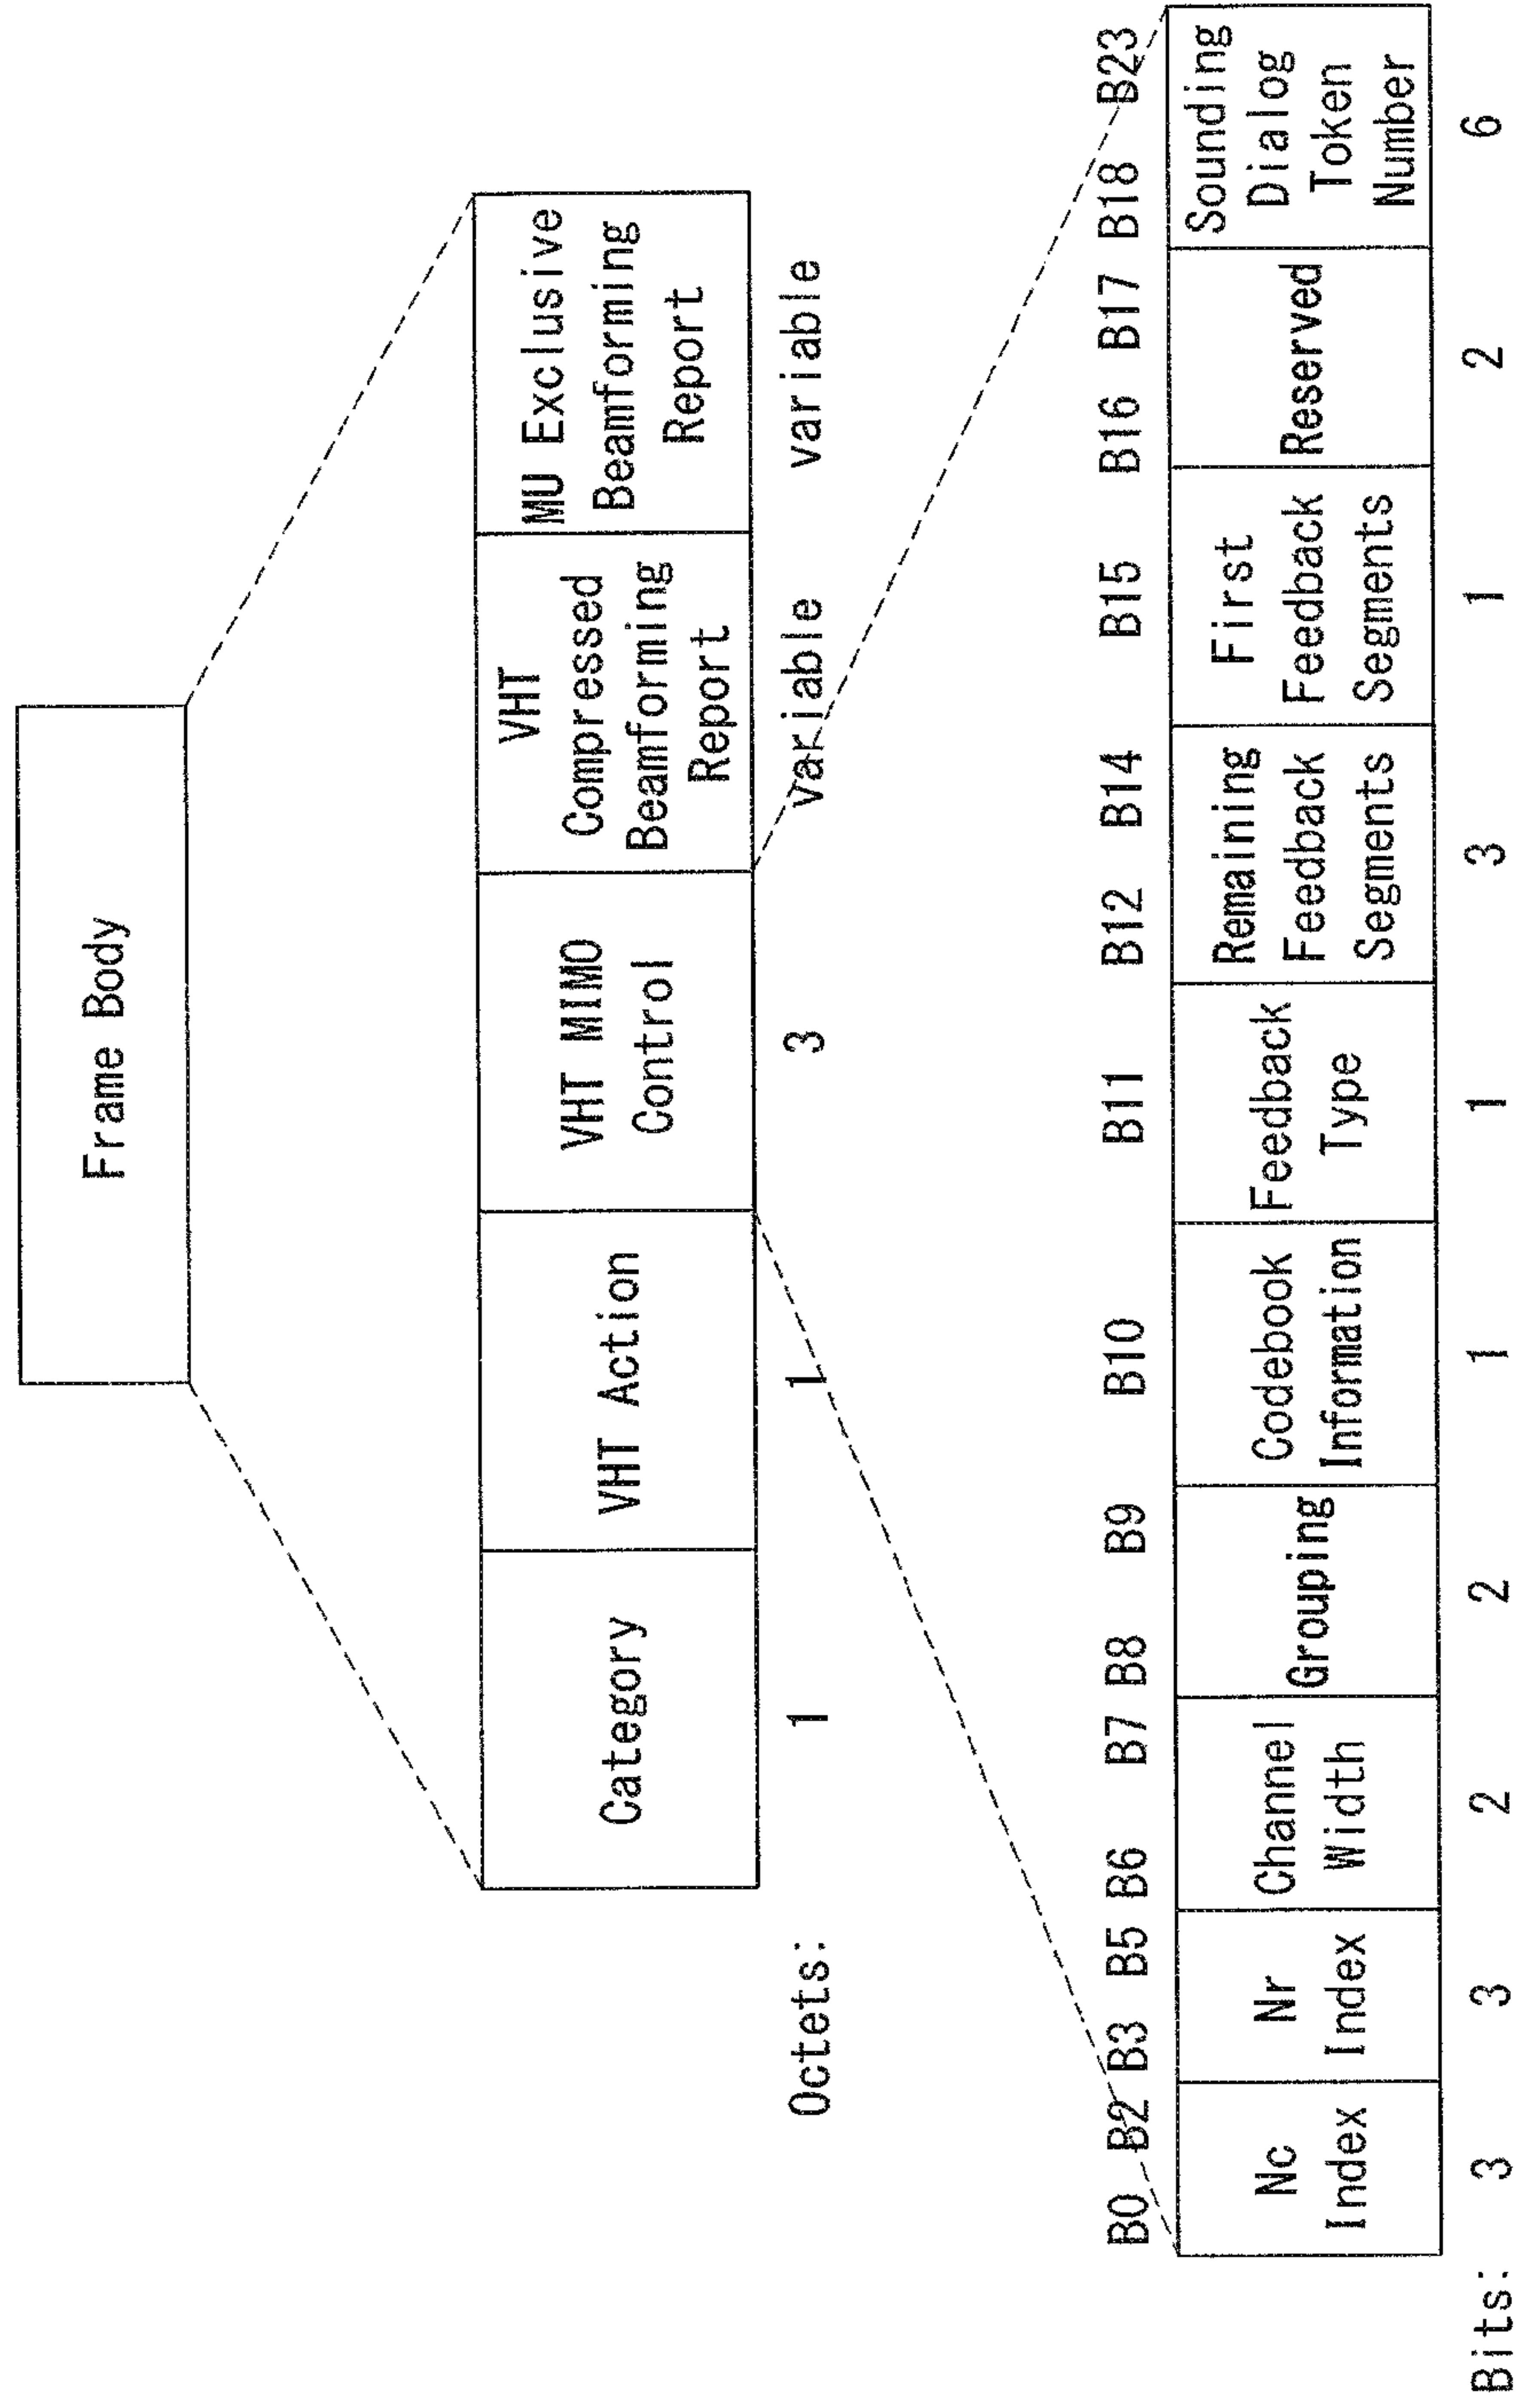 Frame Body
Category
VHT Action
VHT MIMO
Control
VHT
Compressed
Beamforming
Report
MU Exclusive
Beamforming
Report
Octets: 1 1 3 variable variable
B0 B2 B3 B5 B6 B7 B8 B9 B10 B11 B12 B14 B15 B16 B17 B18 B23
Nc
Index
Nr
Index
Channel
Width
Grouping
Codebook
Information
Feedback
Type
Remaining
Feedback
Segments
First
Feedback
Segments
Reserved
Sounding
Dialog
Token
Number
Bits: 3 3 2 2 1 1 3 1 2 6